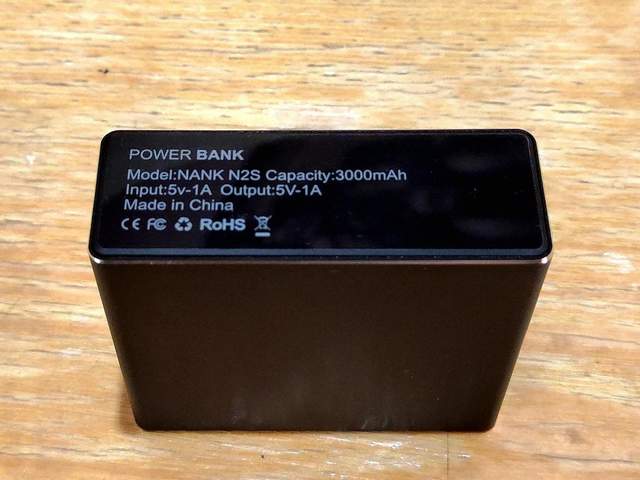 POWER BANK
Model:NANK N2S Capacity:3000mAh
Input:5v-1A Output:5V-1A
Made in China
CE FC RoHS